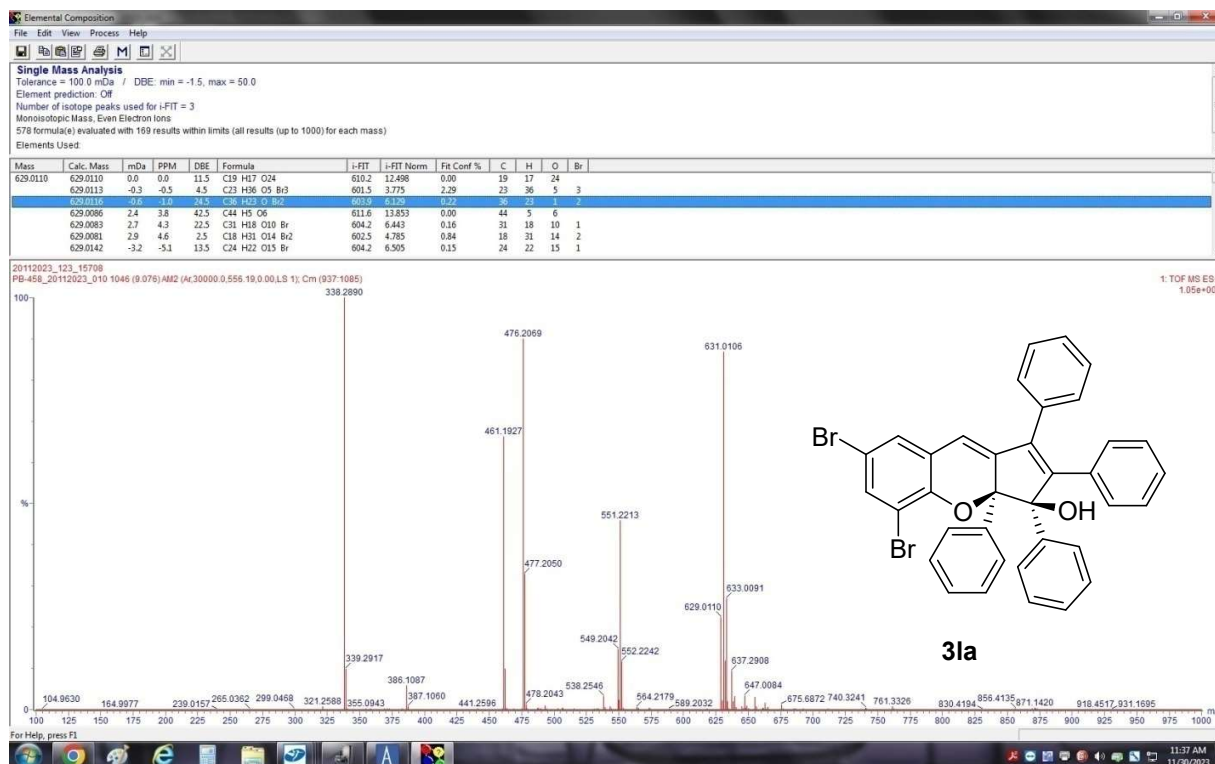 Elemental Composition
File Edit View Process Help
M
Single Mass Analysis
Tolerance = 100.0 mDa / DBE: min = -1.5, max = 50.0
Element prediction: Off
Number of isotope peaks used for i-FIT = 3
Monoisotopic Mass, Even Electron Ions
578 formula(e) evaluated with 169 results within limits (all results (up to 1000) for each mass)
Elements Used:
Mass Calc. Mass mDa PPM DBE Formula i-FIT i-FIT Norm Fit Conf % C H O Br
629.0110 629.0110 0.0 0.0 11.5 C19 H17 O24 610.2 12.498 0.00 19 17 24
629.0113 -0.3 -0.5 4.5 C23 H36 O5 Br3 601.5 3.775 2.29 23 36 5 3
629.0116 -0.6 -1.0 24.5 C36 H23 O Br2 603.9 6.129 0.22 36 23 1 2
629.0086 2.4 3.8 42.5 C44 H5 O6 611.6 13.853 0.00 44 5 6
629.0083 2.7 4.3 22.5 C31 H18 O10 Br 604.2 6.443 0.16 31 18 10 1
629.0081 2.9 4.6 2.5 C18 H31 O14 Br2 602.5 4.785 0.84 18 31 14 2
629.0142 -3.2 -5.1 13.5 C24 H22 O15 Br 604.2 6.505 0.15 24 22 15 1
20112023_123_15708
PB-458_20112023_010 1046 (9.076) AM2 (Ar,30000.0,556.19,0.00,LS 1); Cm (937:1085)
1: TOF MS ES
1.05e+00
100
%
0
338.2890
476.2069
631.0106
461.1927
551.2213
477.2050
633.0091
629.0110
549.2042
552.2242
637.2908
339.2917
386.1087
387.1060
538.2546
647.0084
104.9630
164.9977
239.0157
265.0362
299.0468
321.2588
355.0943
441.2596
478.2043
564.2179
589.2032
675.6872
740.3241
761.3326
830.4194
856.4135
871.1420
918.4517
931.1695
Br
O
OH
Br
3la
100 125 150 175 200 225 250 275 300 325 350 375 400 425 450 475 500 525 550 575 600 625 650 675 700 725 750 775 800 825 850 875 900 925 950 975 1000
For Help, press F1
11:37 AM
11/30/2023